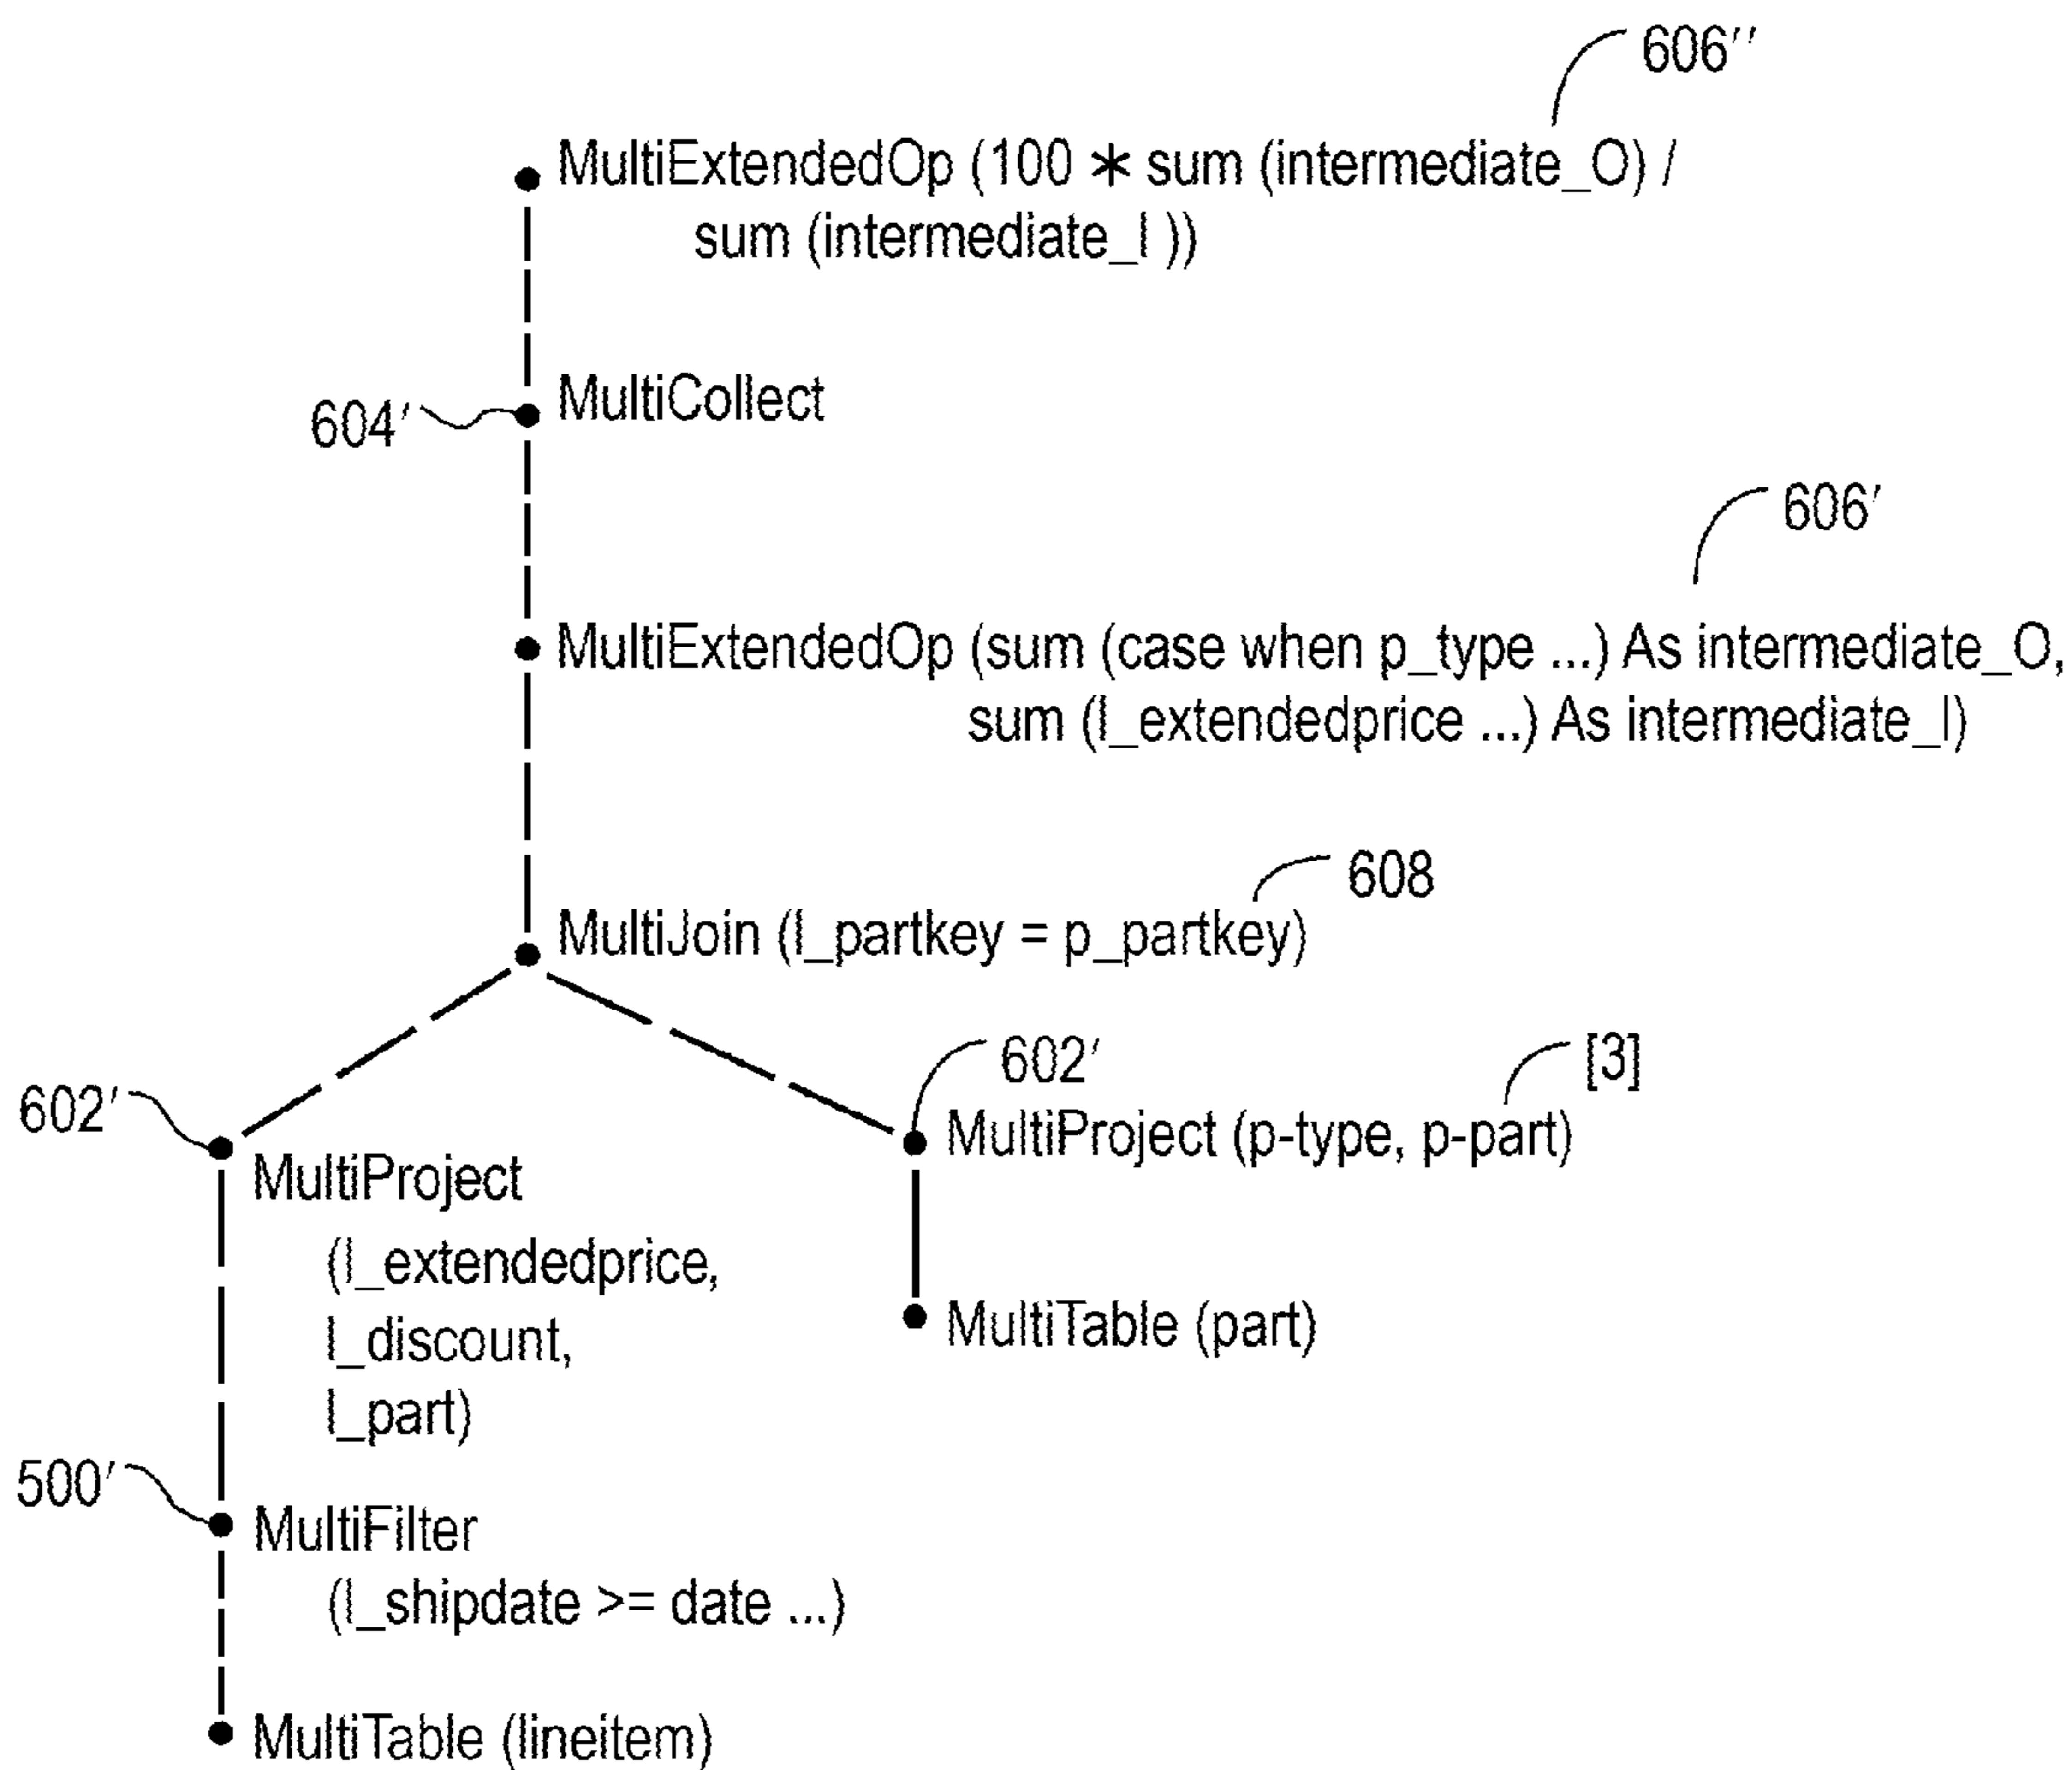 606′′
MultiExtendedOp (100 * sum (intermediate_O) /
sum (intermediate_I ))
604′
MultiCollect
606′
MultiExtendedOp (sum (case when p_type ...) As intermediate_O,
sum (l_extendedprice ...) As intermediate_I)
608
MultiJoin (l_partkey = p_partkey)
602′
[3]
602′
MultiProject (p-type, p-part)
MultiProject
(l_extendedprice,
l_discount,
l_part)
MultiTable (part)
500′
MultiFilter
(l_shipdate >= date ...)
MultiTable (lineitem)